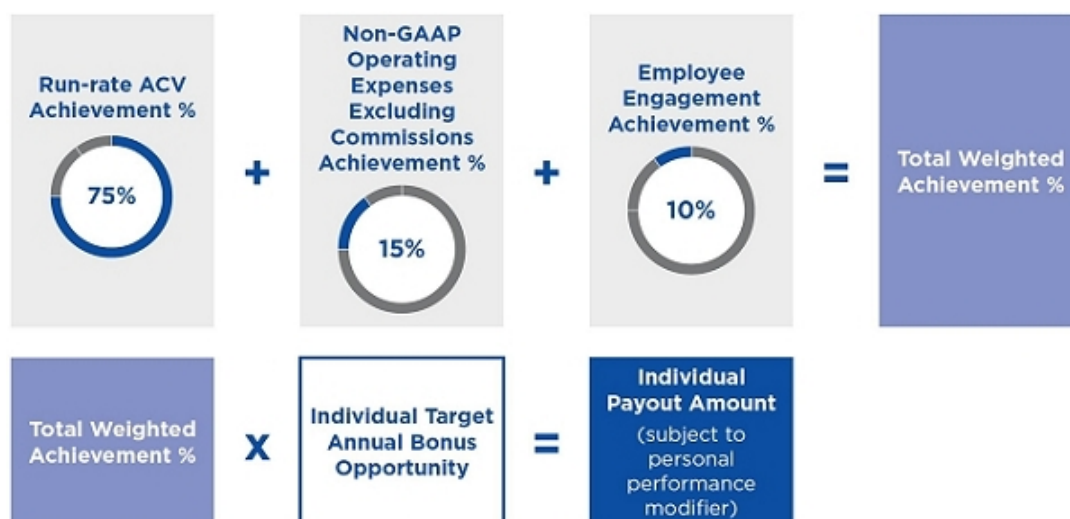 Run-rate ACV
Achievement %
75%
+
Non-GAAP
Operating
Expenses
Excluding
Commissions
Achievement %
15%
+
Employee
Engagement
Achievement %
10%
=
Total Weighted
Achievement %
Total Weighted
Achievement %
x
Individual Target
Annual Bonus
Opportunity
=
Individual
Payout Amount
(subject to
personal
performance
modifier)